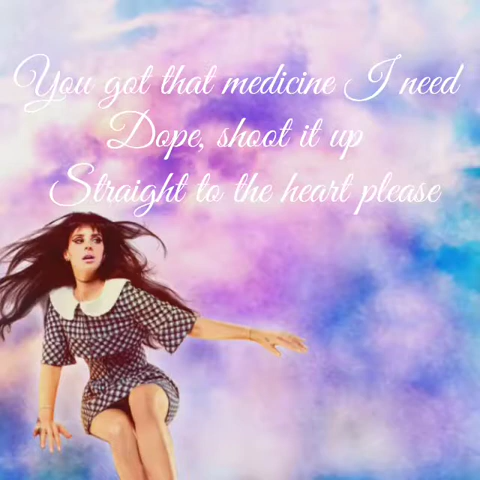 You got that medicine I need
Dope, shoot it up
Straight to the heart please